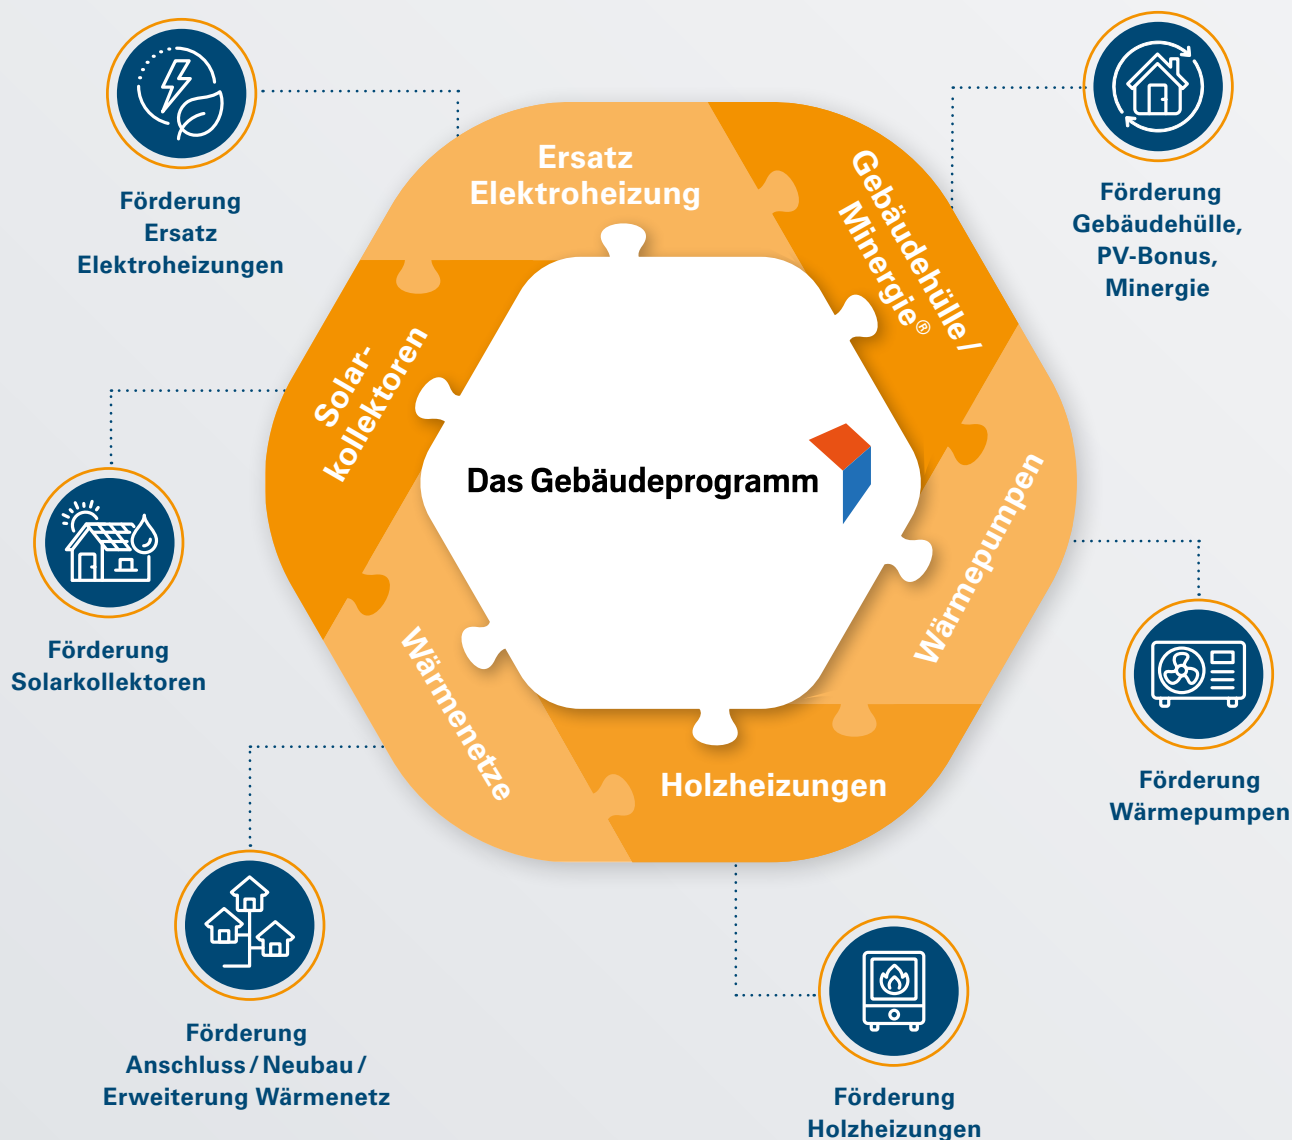 Förderung
Ersatz
Elektroheizungen
Ersatz
Elektroheizung
Gebäudehülle /
Minergie®
Förderung
Gebäudehülle,
PV-Bonus,
Minergie
Solar-
kollektoren
Das Gebäudeprogramm
Wärmepumpen
Förderung
Solarkollektoren
Wärmenetze
Holzheizungen
Förderung
Wärmepumpen
Förderung
Anschluss / Neubau /
Erweiterung Wärmenetz
Förderung
Holzheizungen